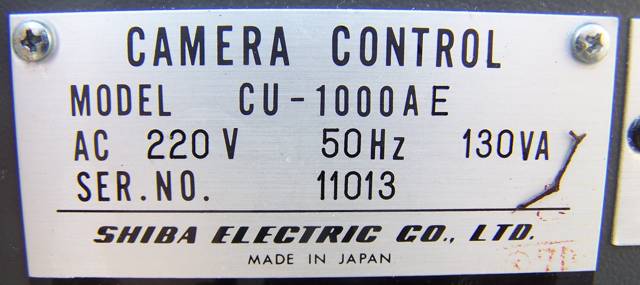 CAMERA CONTROL
MODEL CU-1000AE
AC 220V 50Hz 130VA
SER.NO. 11013
SHIBA ELECTRIC CO., LTD.
MADE IN JAPAN